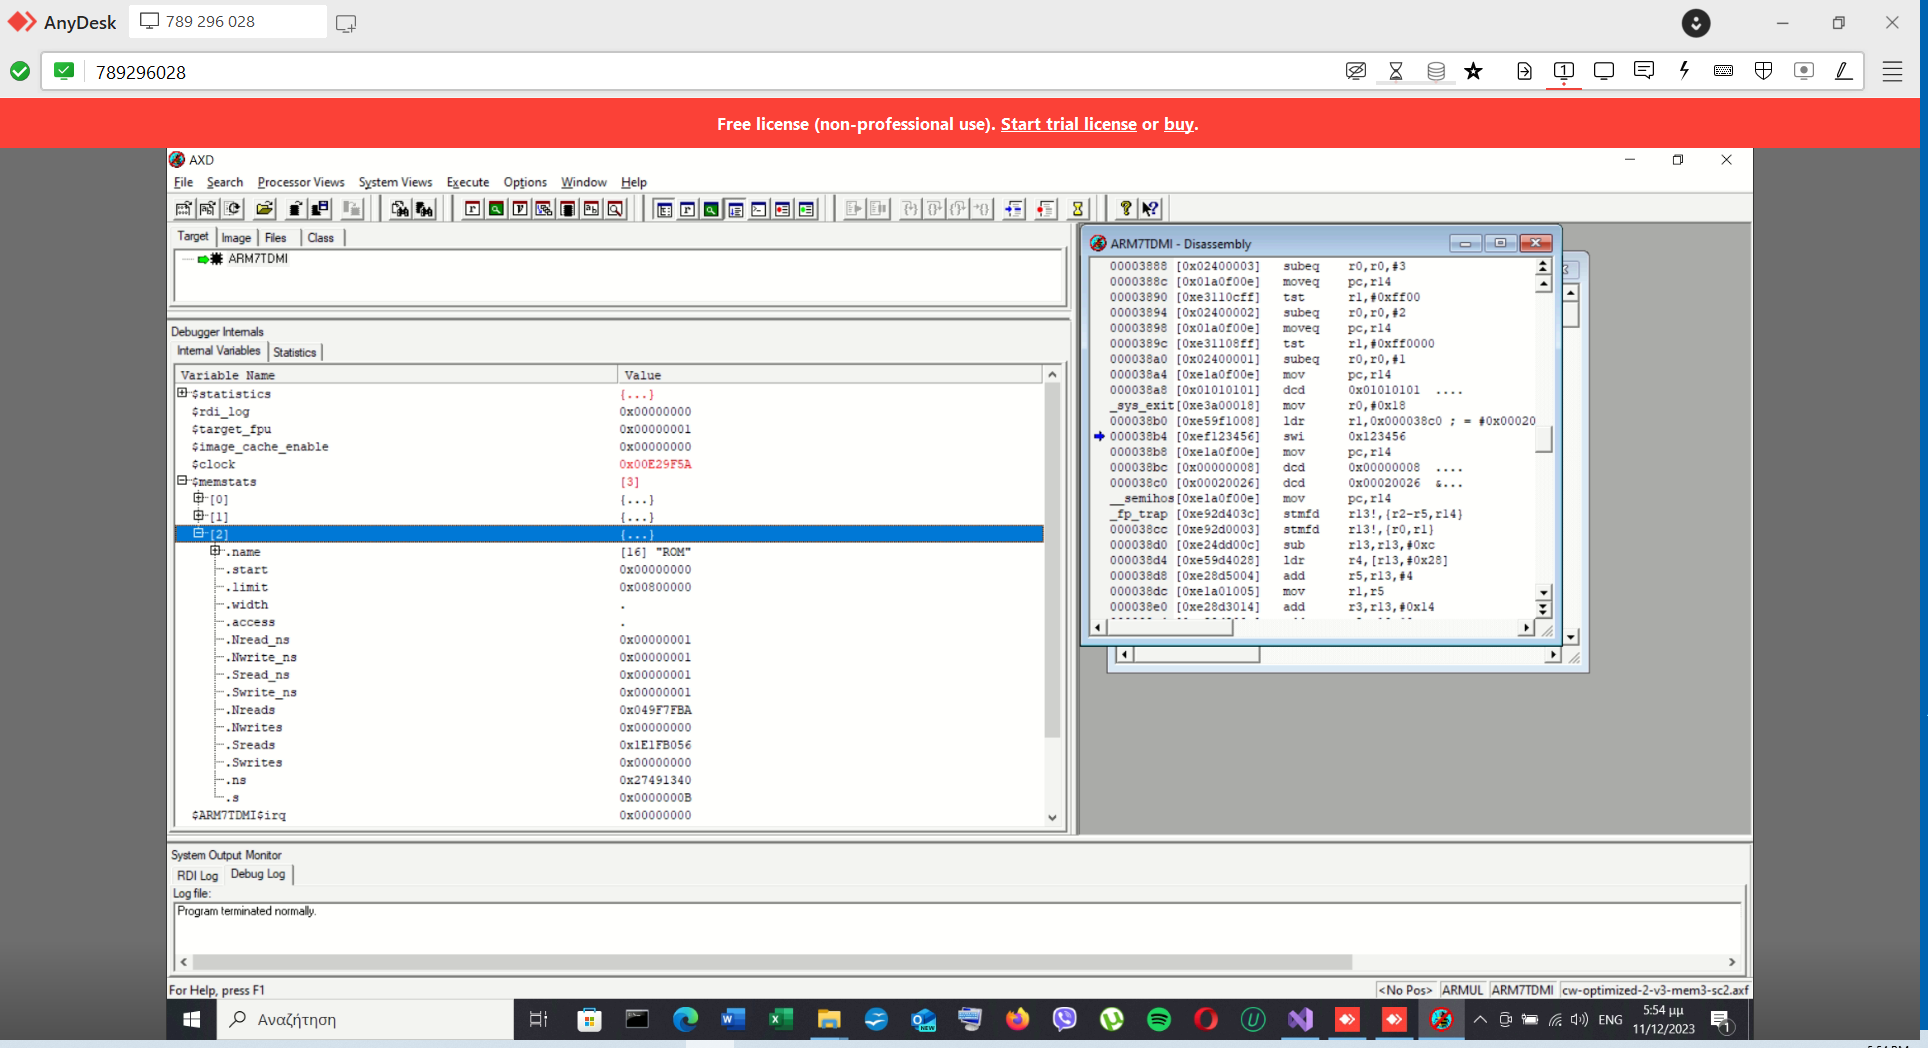 AnyDesk
789 296 028
789296028
1
Free license (non-professional use). Start trial license or buy.
AXD
File Search Processor Views System Views Execute Options Window Help
Target Image Files Class
ARM7TDMI
Debugger Internals
Internal Variables Statistics
Variable Name Value
$statistics {...}
$rdi_log 0x00000000
$target_fpu 0x00000001
$image_cache_enable 0x00000000
$clock 0x00E29F5A
$memstats [3]
[0] {...}
[1] {...}
[2] {...}
.name [16] "ROM"
.start 0x00000000
.limit 0x00800000
.width .
.access .
.Nread_ns 0x00000001
.Nwrite_ns 0x00000001
.Sread_ns 0x00000001
.Swrite_ns 0x00000001
.Nreads 0x049F7FBA
.Nwrites 0x00000000
.Sreads 0x1E1FB056
.Swrites 0x00000000
.ns 0x27491340
.s 0x0000000B
$ARM7TDMI$irq 0x00000000
ARM7TDMI - Disassembly
00003888 [0x02400003] subeq r0,r0,#3
0000388c [0x01a0f00e] moveq pc,r14
00003890 [0xe3110cff] tst r1,#0xff00
00003894 [0x02400002] subeq r0,r0,#2
00003898 [0x01a0f00e] moveq pc,r14
0000389c [0xe31108ff] tst r1,#0xff0000
000038a0 [0x02400001] subeq r0,r0,#1
000038a4 [0xe1a0f00e] mov pc,r14
000038a8 [0x01010101] dcd 0x01010101 ....
_sys_exit[0xe3a00018] mov r0,#0x18
000038b0 [0xe59f1008] ldr r1,0x000038c0 ; = #0x00020
000038b4 [0xef123456] swi 0x123456
000038b8 [0xe1a0f00e] mov pc,r14
000038bc [0x00000008] dcd 0x00000008 ....
000038c0 [0x00020026] dcd 0x00020026 &...
__semihos[0xe1a0f00e] mov pc,r14
_fp_trap [0xe92d403c] stmfd r13!,{r2-r5,r14}
000038cc [0xe92d0003] stmfd r13!,{r0,r1}
000038d0 [0xe24dd00c] sub r13,r13,#0xc
000038d4 [0xe59d4028] ldr r4,[r13,#0x28]
000038d8 [0xe28d5004] add r5,r13,#4
000038dc [0xe1a01005] mov r1,r5
000038e0 [0xe28d3014] add r3,r13,#0x14
System Output Monitor
RDI Log Debug Log
Log file:
Program terminated normally.
For Help, press F1
<No Pos> ARMUL ARM7TDMI cw-optimized-2-v3-mem3-sc2.axf
Αναζήτηση
ENG
5:54 μμ
11/12/2023
1